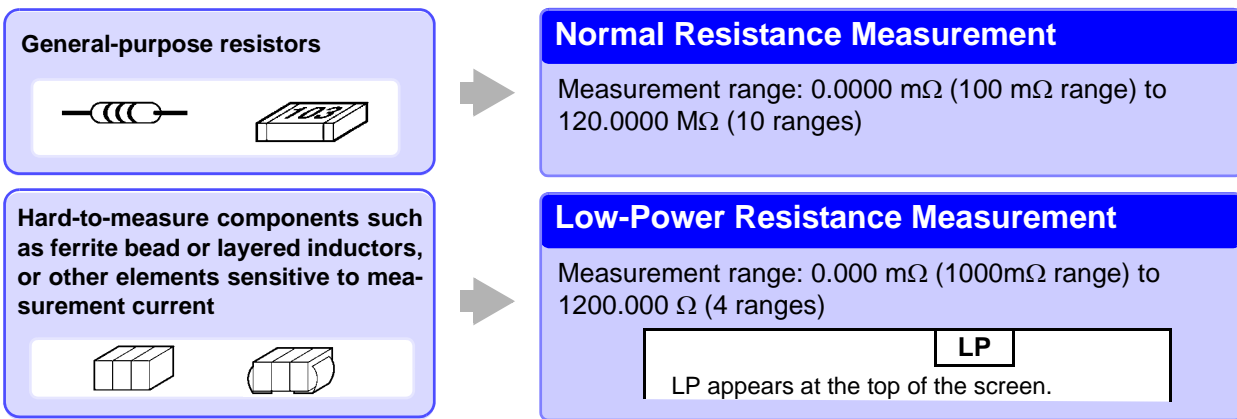 General-purpose resistors
103
Normal Resistance Measurement
Measurement range: 0.0000 mΩ (100 mΩ range) to
120.0000 MΩ (10 ranges)
Hard-to-measure components such
as ferrite bead or layered inductors,
or other elements sensitive to mea-
surement current
Low-Power Resistance Measurement
Measurement range: 0.000 mΩ (1000mΩ range) to
1200.000 Ω (4 ranges)
LP
LP appears at the top of the screen.